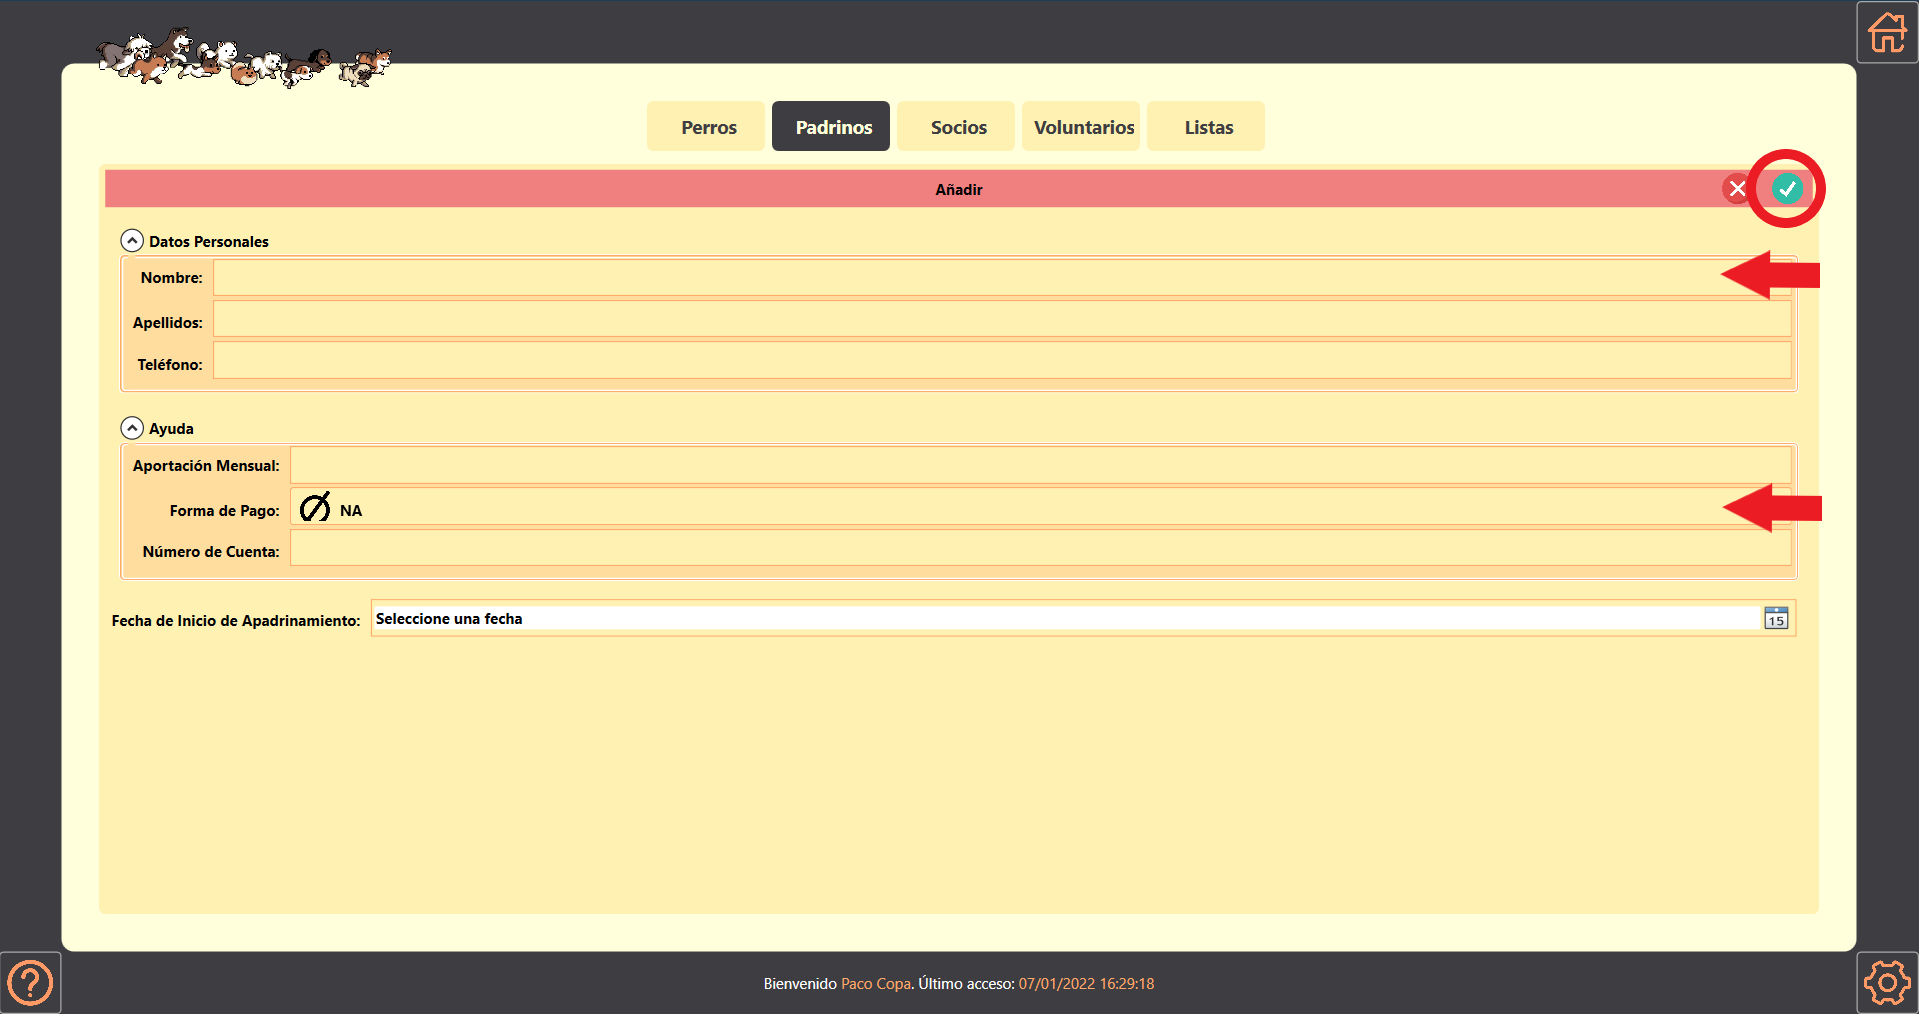 Perros Padrinos Socios Voluntarios Listas
Añadir
Datos Personales
Nombre:
Apellidos:
Teléfono:
Ayuda
Aportación Mensual:
Forma de Pago: NA
Número de Cuenta:
Fecha de Inicio de Apadrinamiento: Seleccione una fecha 15
Bienvenido Paco Copa. Último acceso: 07/01/2022 16:29:18